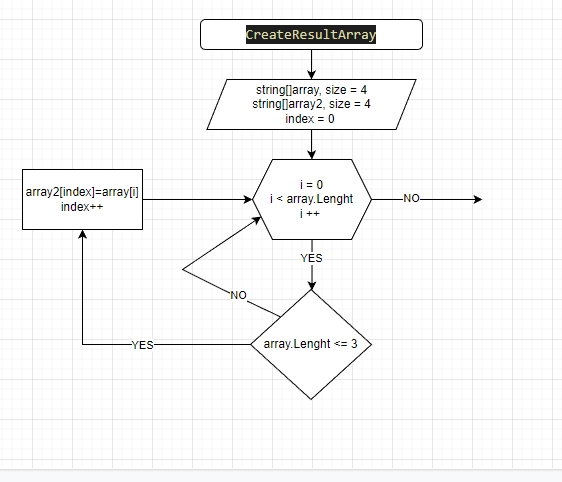 CreateResultArray
string[]array, size = 4
string[]array2, size = 4
index = 0
array2[index]=array[i]
index++
i = 0
i < array.Lenght
i ++
NO
YES
NO
array.Lenght <= 3
YES